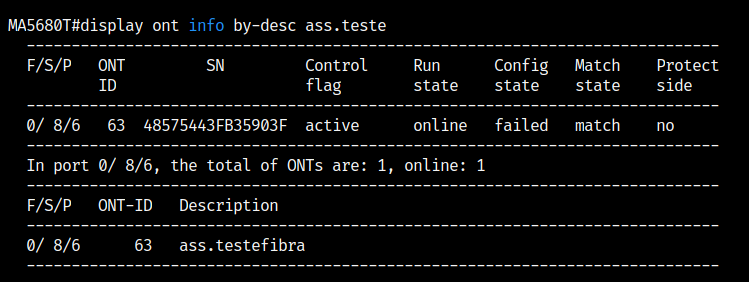 MA5680T#display ont info by-desc ass.teste
-----------------------------------------------------------------------------
F/S/P   ONT         SN         Control     Run      Config   Match    Protect
        ID                     flag        state    state    state    side
-----------------------------------------------------------------------------
0/ 8/6   63  48575443FB35903F  active      online   failed   match    no
-----------------------------------------------------------------------------
In port 0/ 8/6, the total of ONTs are: 1, online: 1
-----------------------------------------------------------------------------
F/S/P   ONT-ID   Description
-----------------------------------------------------------------------------
0/ 8/6      63   ass.testefibra
-----------------------------------------------------------------------------